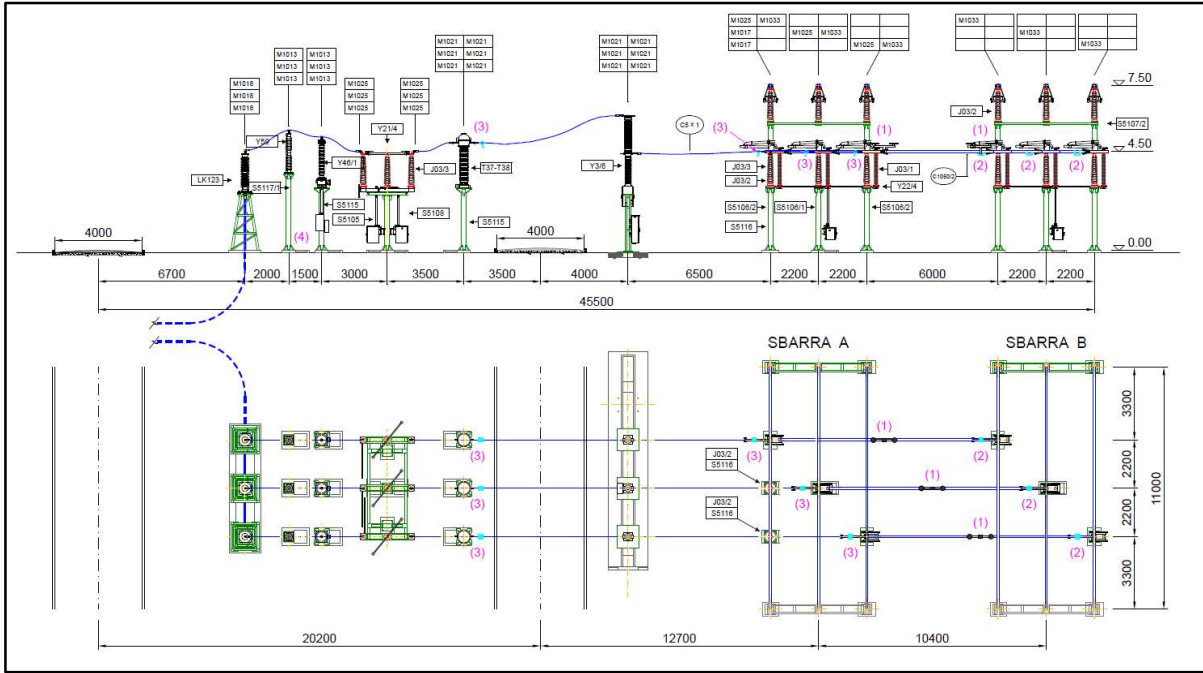 M1025 M1033
M1017
M1017
M1025 M1033
M1025 M1033
M1033
M1033
M1033
M1021 M1021
M1021 M1021
M1021 M1021
M1021 M1021
M1021 M1021
M1021 M1021
M1013
M1013
M1013
M1013
M1013
M1013
M1018
M1018
M1018
M1025
M1025
M1025
M1025
M1025
M1025
7.50
4.50
0.00
J03/2
S5107/2
C5 x 1
(3)
(1)
(1)
(3)
(3)
(3)
(2)
(2)
(2)
Y59
Y21/4
Y46/1
J03/3
T37-T38
Y3/6
LK123
S5117/1
S5115
S5105
S5108
S5115
J03/3
J03/2
J03/1
Y22/4
C1050/2
S5106/2
S5106/1
S5106/2
S5116
(4)
4000
4000
6700
2000
1500
3000
3500
3500
4000
6500
2200
2200
6000
2200
2200
45500
SBARRA A
SBARRA B
(1)
(3)
(3)
(2)
J03/2
S5116
(1)
(3)
(3)
(2)
J03/2
S5116
(1)
(3)
(3)
(2)
3300
2200
2200
3300
11000
20200
12700
10400